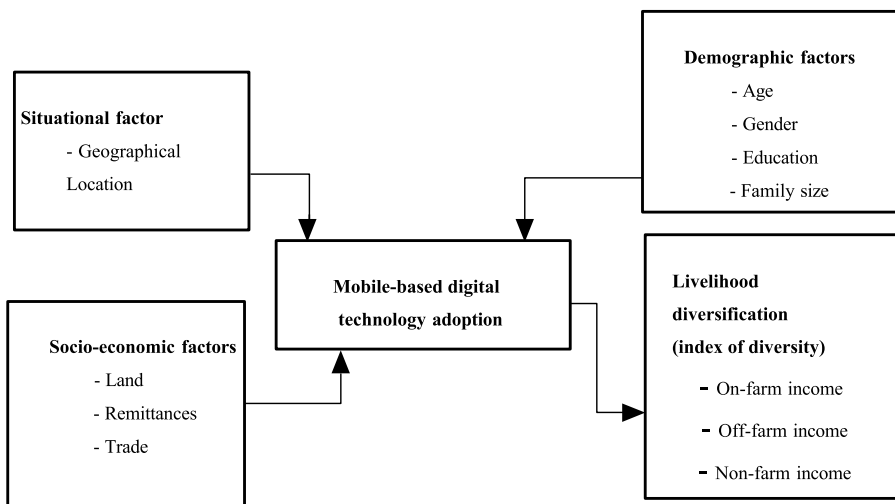 Situational factor
- Geographical
Location
Demographic factors
- Age
- Gender
- Education
- Family size
Mobile-based digital
technology adoption
Socio-economic factors
- Land
- Remittances
- Trade
Livelihood
diversification
(index of diversity)
- On-farm income
- Off-farm income
- Non-farm income